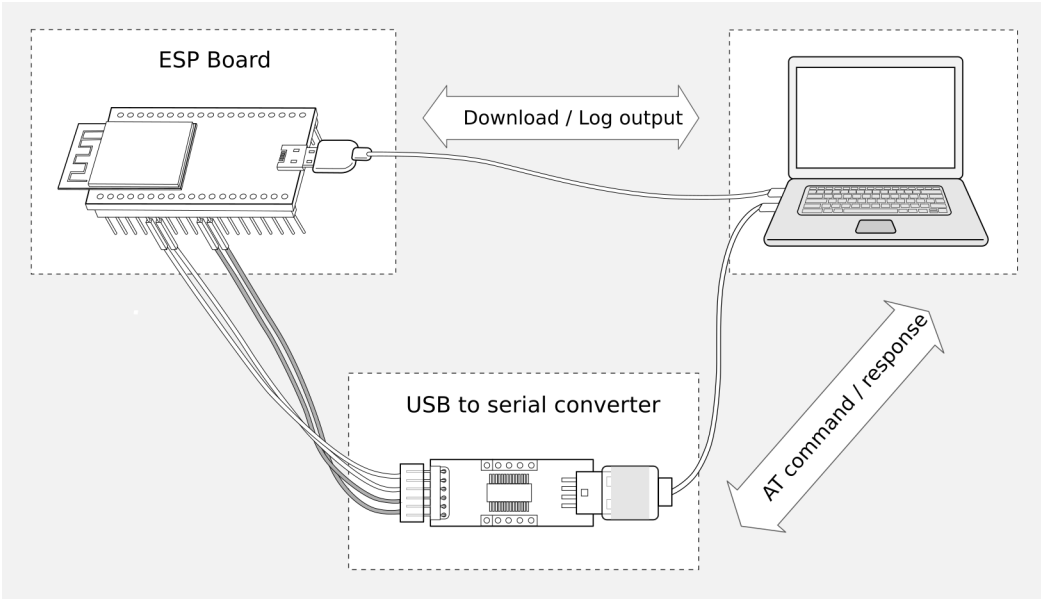 ESP Board
Download / Log output
USB to serial converter
AT command / response